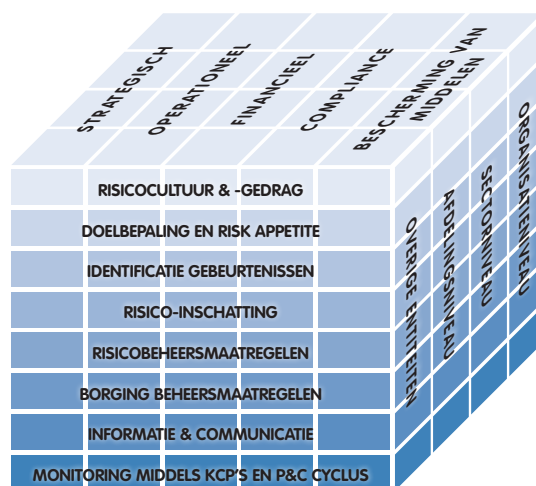 STRATEGISCH
OPERATIONEEL
FINANCIEEL
COMPLIANCE
BESCHERMING VAN
MIDDELEN
RISICOCULTUUR & -GEDRAG
DOELBEPALING EN RISK APPETITE
IDENTIFICATIE GEBEURTENISSEN
RISICO-INSCHATTING
RISICOBEHEERSMAATREGELEN
BORGING BEHEERSMAATREGELEN
INFORMATIE & COMMUNICATIE
MONITORING MIDDELS KCP'S EN P&C CYCLUS
OVERIGE ENTITEITEN
AFDELINGSNIVEAU
SECTORNIVEAU
ORGANISATIENIVEAU